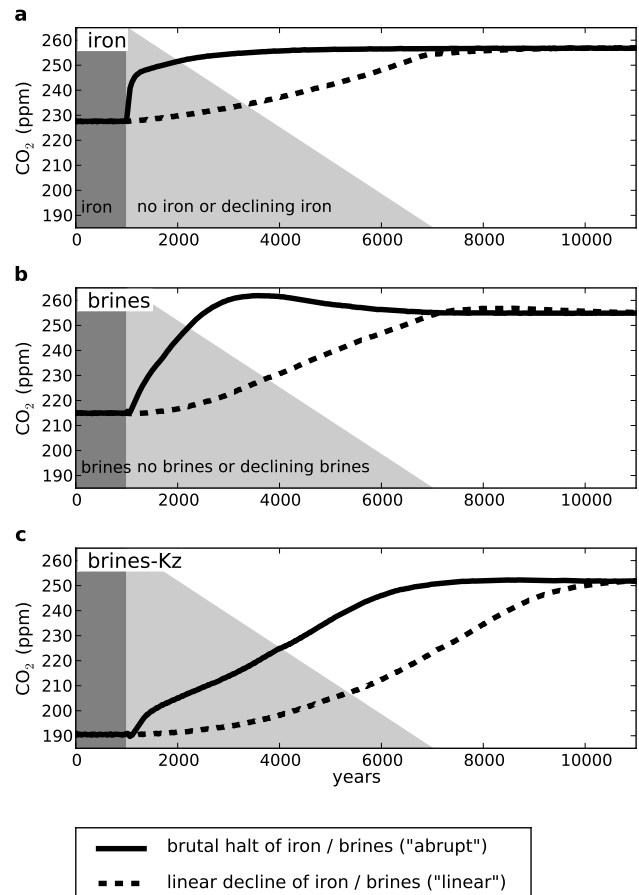 a
iron
260
250
240
230
220
210
200
190
CO₂ (ppm)
iron no iron or declining iron
0 2000 4000 6000 8000 10000
b
brines
260
250
240
230
220
210
200
190
CO₂ (ppm)
brines no brines or declining brines
0 2000 4000 6000 8000 10000
c
brines-Kz
260
250
240
230
220
210
200
190
CO₂ (ppm)
0 2000 4000 6000 8000 10000
years
brutal halt of iron / brines ("abrupt")
linear decline of iron / brines ("linear")